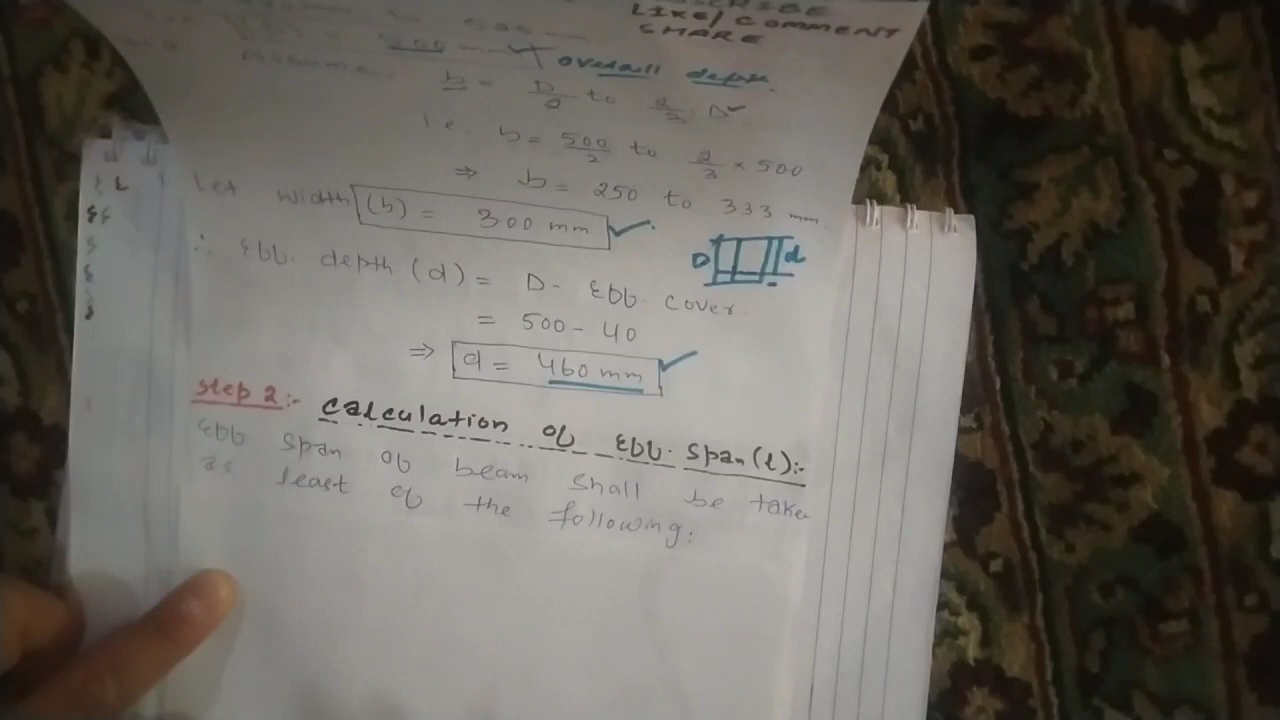 LIKE/COMMENT
SHARE
overall depth
b = D/2 to 2/3 D
i.e. b = 500/2 to 2/3 × 500
⇒ b = 250 to 333 mm
Let width (b) = 300 mm
∴ Eff. depth (d) = D - Eff. cover
D d
= 500 - 40
⇒ d = 460 mm
Step 2:- Calculation of Eff. span(l):-
Eff span of beam shall be taken
as least of the following: